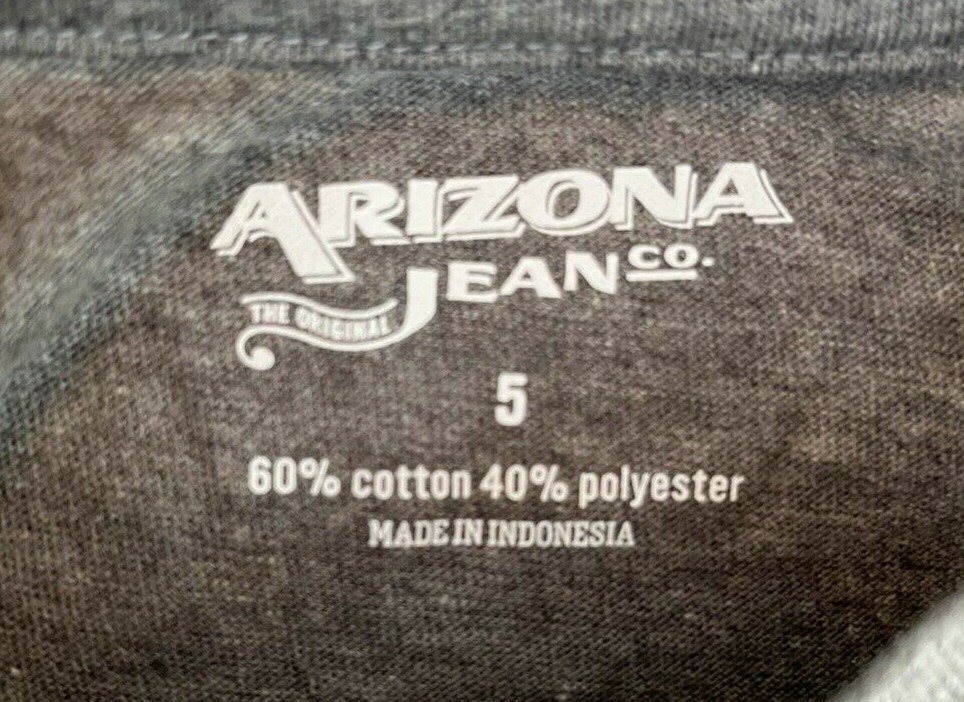 ARIZONA
JEAN CO.
THE ORIGINAL
5
60% cotton 40% polyester
MADE IN INDONESIA